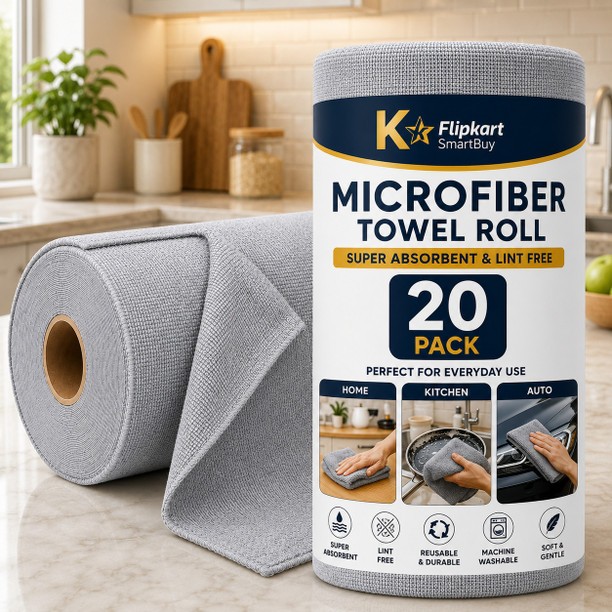 K Flipkart
SmartBuy
MICROFIBER
TOWEL ROLL
SUPER ABSORBENT & LINT FREE
20
PACK
PERFECT FOR EVERYDAY USE
HOME
KITCHEN
AUTO
SUPER
ABSORBENT
LINT
FREE
REUSABLE
& DURABLE
MACHINE
WASHABLE
SOFT &
GENTLE